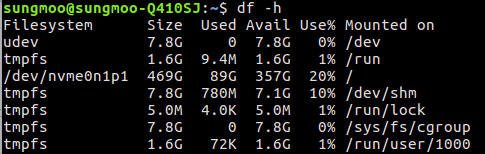 sungmoo@sungmoo-Q410SJ:~$ df -h
Filesystem      Size  Used Avail Use% Mounted on
udev            7.8G     0  7.8G   0% /dev
tmpfs           1.6G  9.4M  1.6G   1% /run
/dev/nvme0n1p1  469G   89G  357G  20% /
tmpfs           7.8G  780M  7.1G  10% /dev/shm
tmpfs           5.0M  4.0K  5.0M   1% /run/lock
tmpfs           7.8G     0  7.8G   0% /sys/fs/cgroup
tmpfs           1.6G   72K  1.6G   1% /run/user/1000